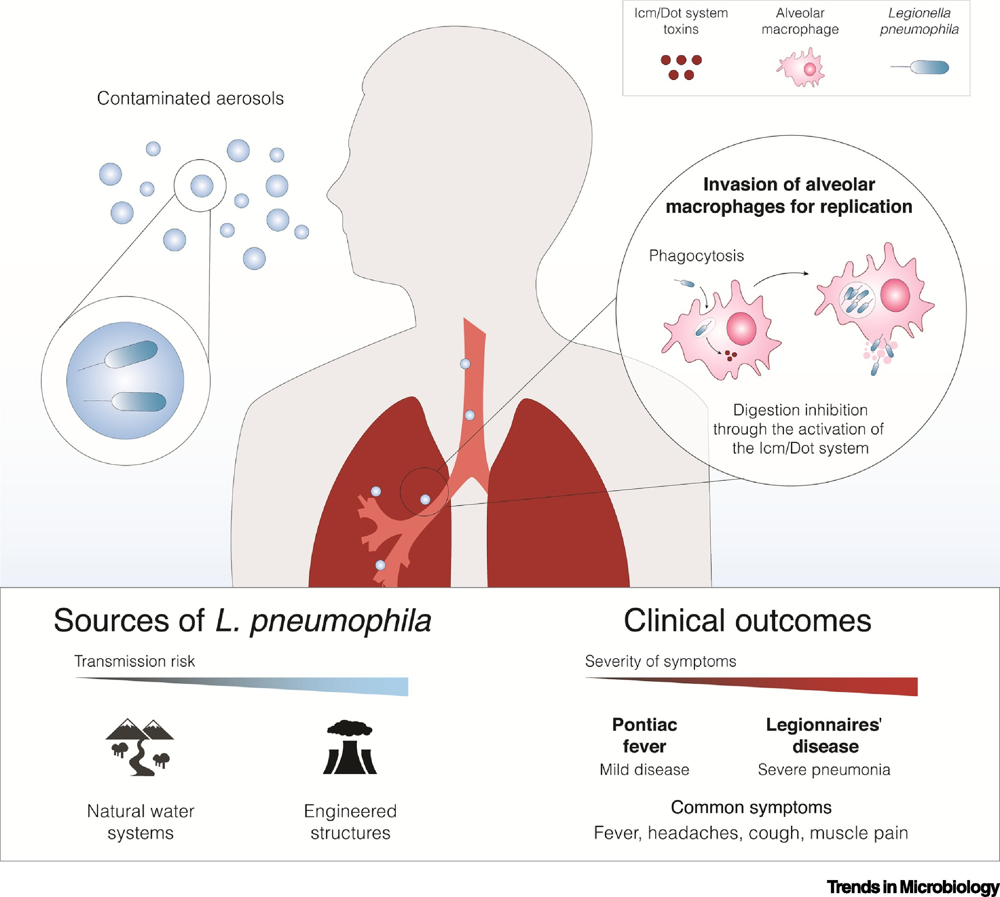 Icm/Dot system
toxins
Alveolar
macrophage
Legionella
pneumophila
Contaminated aerosols
Invasion of alveolar
macrophages for replication
Phagocytosis
Digestion inhibition
through the activation of
the Icm/Dot system
Sources of L. pneumophila
Transmission risk
Natural water
systems
Engineered
structures
Clinical outcomes
Severity of symptoms
Pontiac
fever
Mild disease
Legionnaires'
disease
Severe pneumonia
Common symptoms
Fever, headaches, cough, muscle pain
Trends in Microbiology